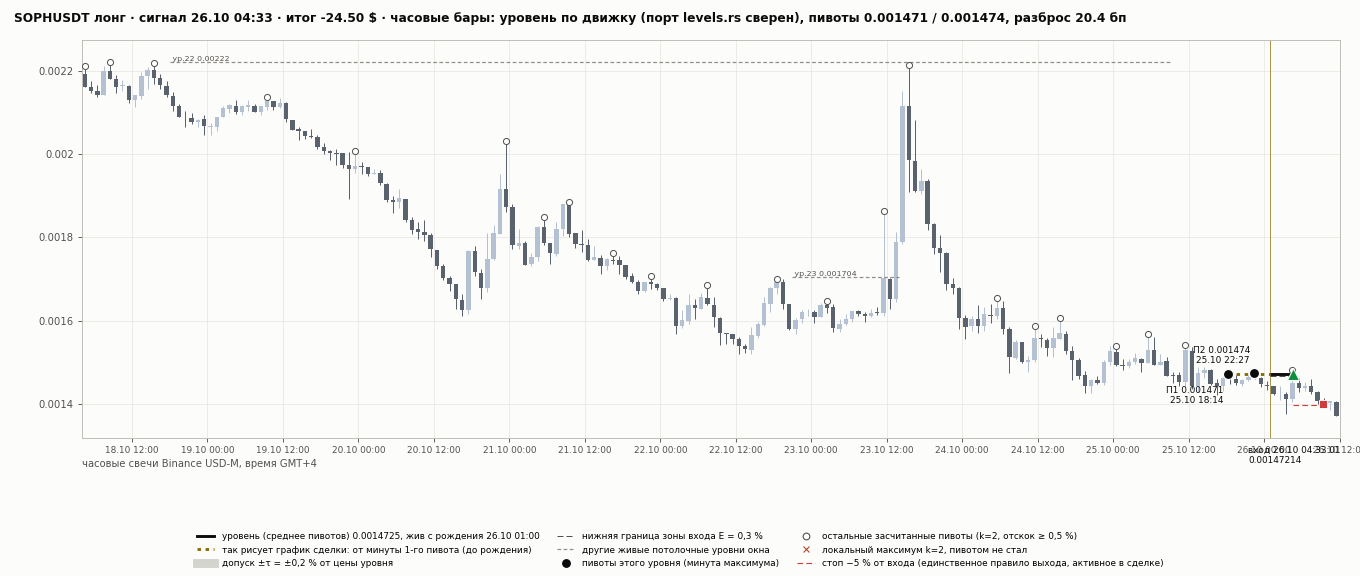 SOPHUSDT лонг · сигнал 26.10 04:33 · итог -24.50 $ · часовые бары: уровень по движку (порт levels.rs сверен), пивоты 0.001471 / 0.001474, разброс 20.4 бп
0.0022
0.002
0.0018
0.0016
0.0014
ур.22 0.00222
ур.23 0.001704
П2 0.001474
25.10 22:27
П1 0.001471
25.10 18:14
18.10 12:00
19.10 00:00
19.10 12:00
20.10 00:00
20.10 12:00
21.10 00:00
21.10 12:00
22.10 00:00
22.10 12:00
23.10 00:00
23.10 12:00
24.10 00:00
24.10 12:00
25.10 00:00
25.10 12:00
вход 26.10 04:33:01
0.00147214
часовые свечи Binance USD-M, время GMT+4
уровень (среднее пивотов) 0.0014725, жив с рождения 26.10 01:00
так рисует график сделки: от минуты 1-го пивота (до рождения)
допуск ±τ = ±0,2 % от цены уровня
нижняя граница зоны входа E = 0,3 %
другие живые потолочные уровни окна
пивоты этого уровня (минута максимума)
остальные засчитанные пивоты (k=2, отскок ≥ 0,5 %)
локальный максимум k=2, пивотом не стал
стоп −5 % от входа (единственное правило выхода, активное в сделке)